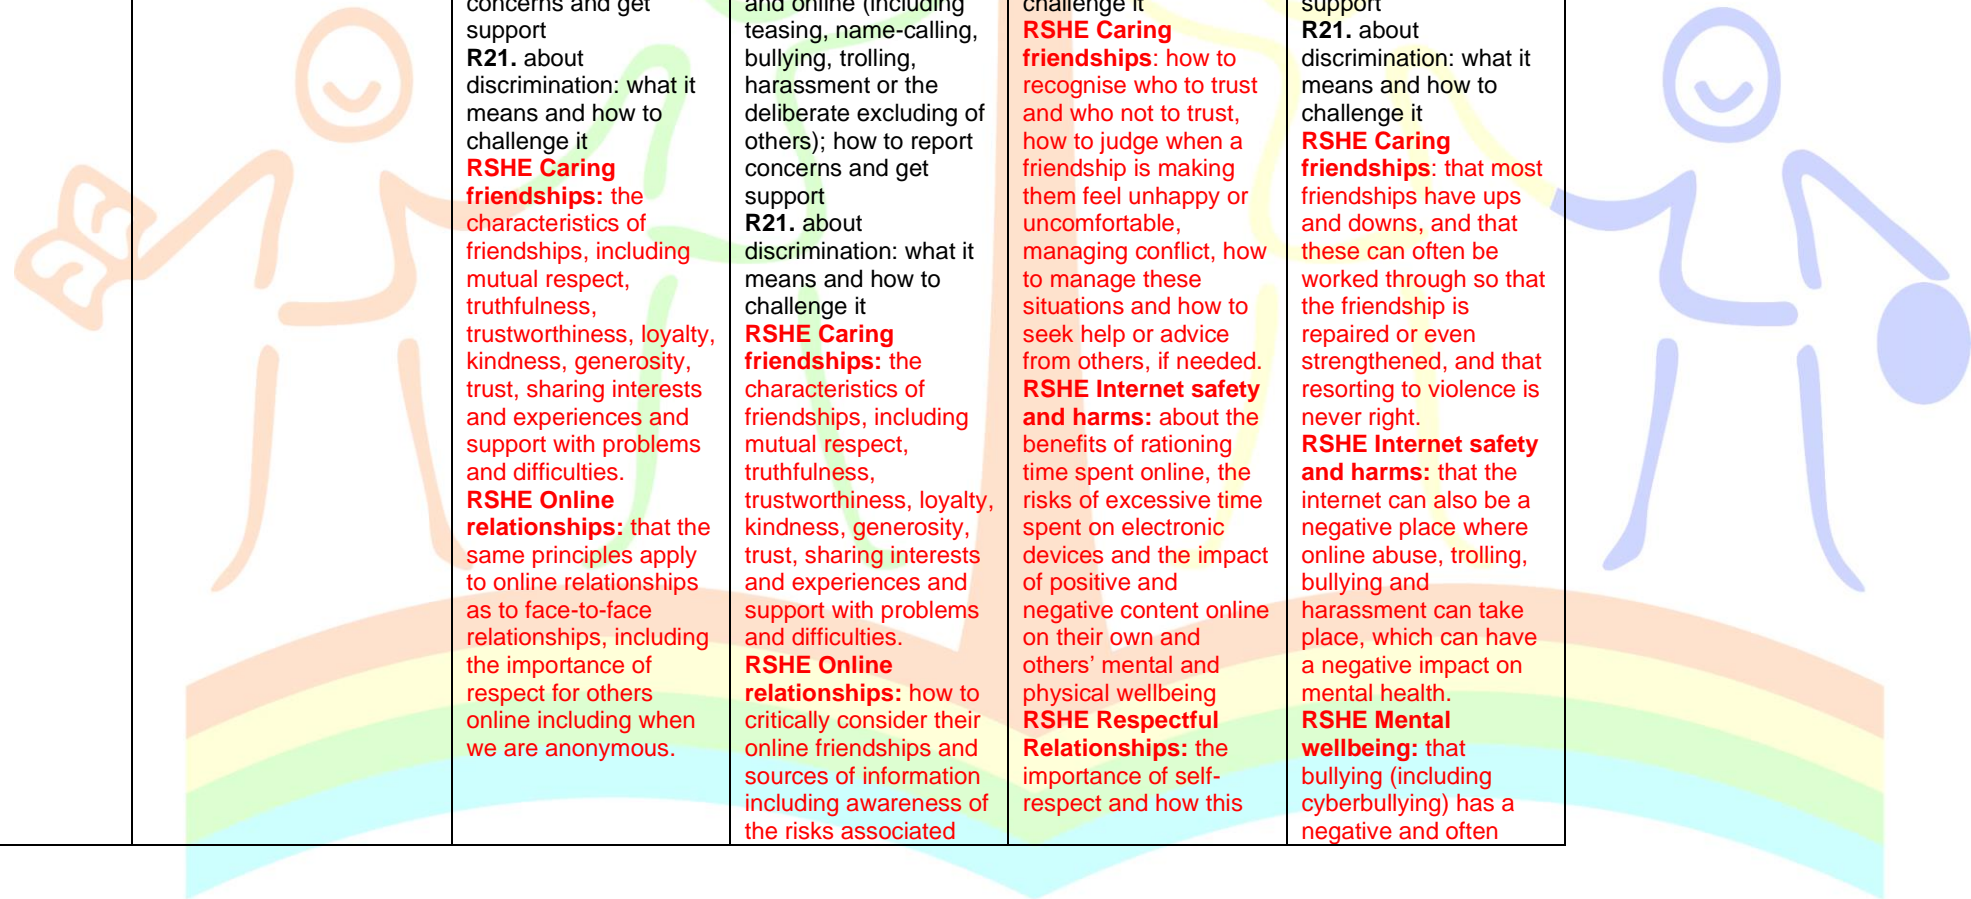 concerns and get
support
R21. about
discrimination: what it
means and how to
challenge it
RSHE Caring
friendships: the
characteristics of
friendships, including
mutual respect,
truthfulness,
trustworthiness, loyalty,
kindness, generosity,
trust, sharing interests
and experiences and
support with problems
and difficulties.
RSHE Online
relationships: that the
same principles apply
to online relationships
as to face-to-face
relationships, including
the importance of
respect for others
online including when
we are anonymous.
and online (including
teasing, name-calling,
bullying, trolling,
harassment or the
deliberate excluding of
others); how to report
concerns and get
support
R21. about
discrimination: what it
means and how to
challenge it
RSHE Caring
friendships: the
characteristics of
friendships, including
mutual respect,
truthfulness,
trustworthiness, loyalty,
kindness, generosity,
trust, sharing interests
and experiences and
support with problems
and difficulties.
RSHE Online
relationships: how to
critically consider their
online friendships and
sources of information
including awareness of
the risks associated
challenge it
RSHE Caring
friendships: how to
recognise who to trust
and who not to trust,
how to judge when a
friendship is making
them feel unhappy or
uncomfortable,
managing conflict, how
to manage these
situations and how to
seek help or advice
from others, if needed.
RSHE Internet safety
and harms: about the
benefits of rationing
time spent online, the
risks of excessive time
spent on electronic
devices and the impact
of positive and
negative content online
on their own and
others’ mental and
physical wellbeing
RSHE Respectful
Relationships: the
importance of self-
respect and how this
support
R21. about
discrimination: what it
means and how to
challenge it
RSHE Caring
friendships: that most
friendships have ups
and downs, and that
these can often be
worked through so that
the friendship is
repaired or even
strengthened, and that
resorting to violence is
never right.
RSHE Internet safety
and harms: that the
internet can also be a
negative place where
online abuse, trolling,
bullying and
harassment can take
place, which can have
a negative impact on
mental health.
RSHE Mental
wellbeing: that
bullying (including
cyberbullying) has a
negative and often